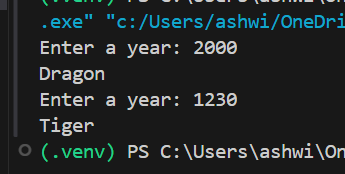 .exe" "c:/Users/ashwi/OneDri
Enter a year: 2000
Dragon
Enter a year: 1230
Tiger
(.venv) PS C:\Users\ashwi\On